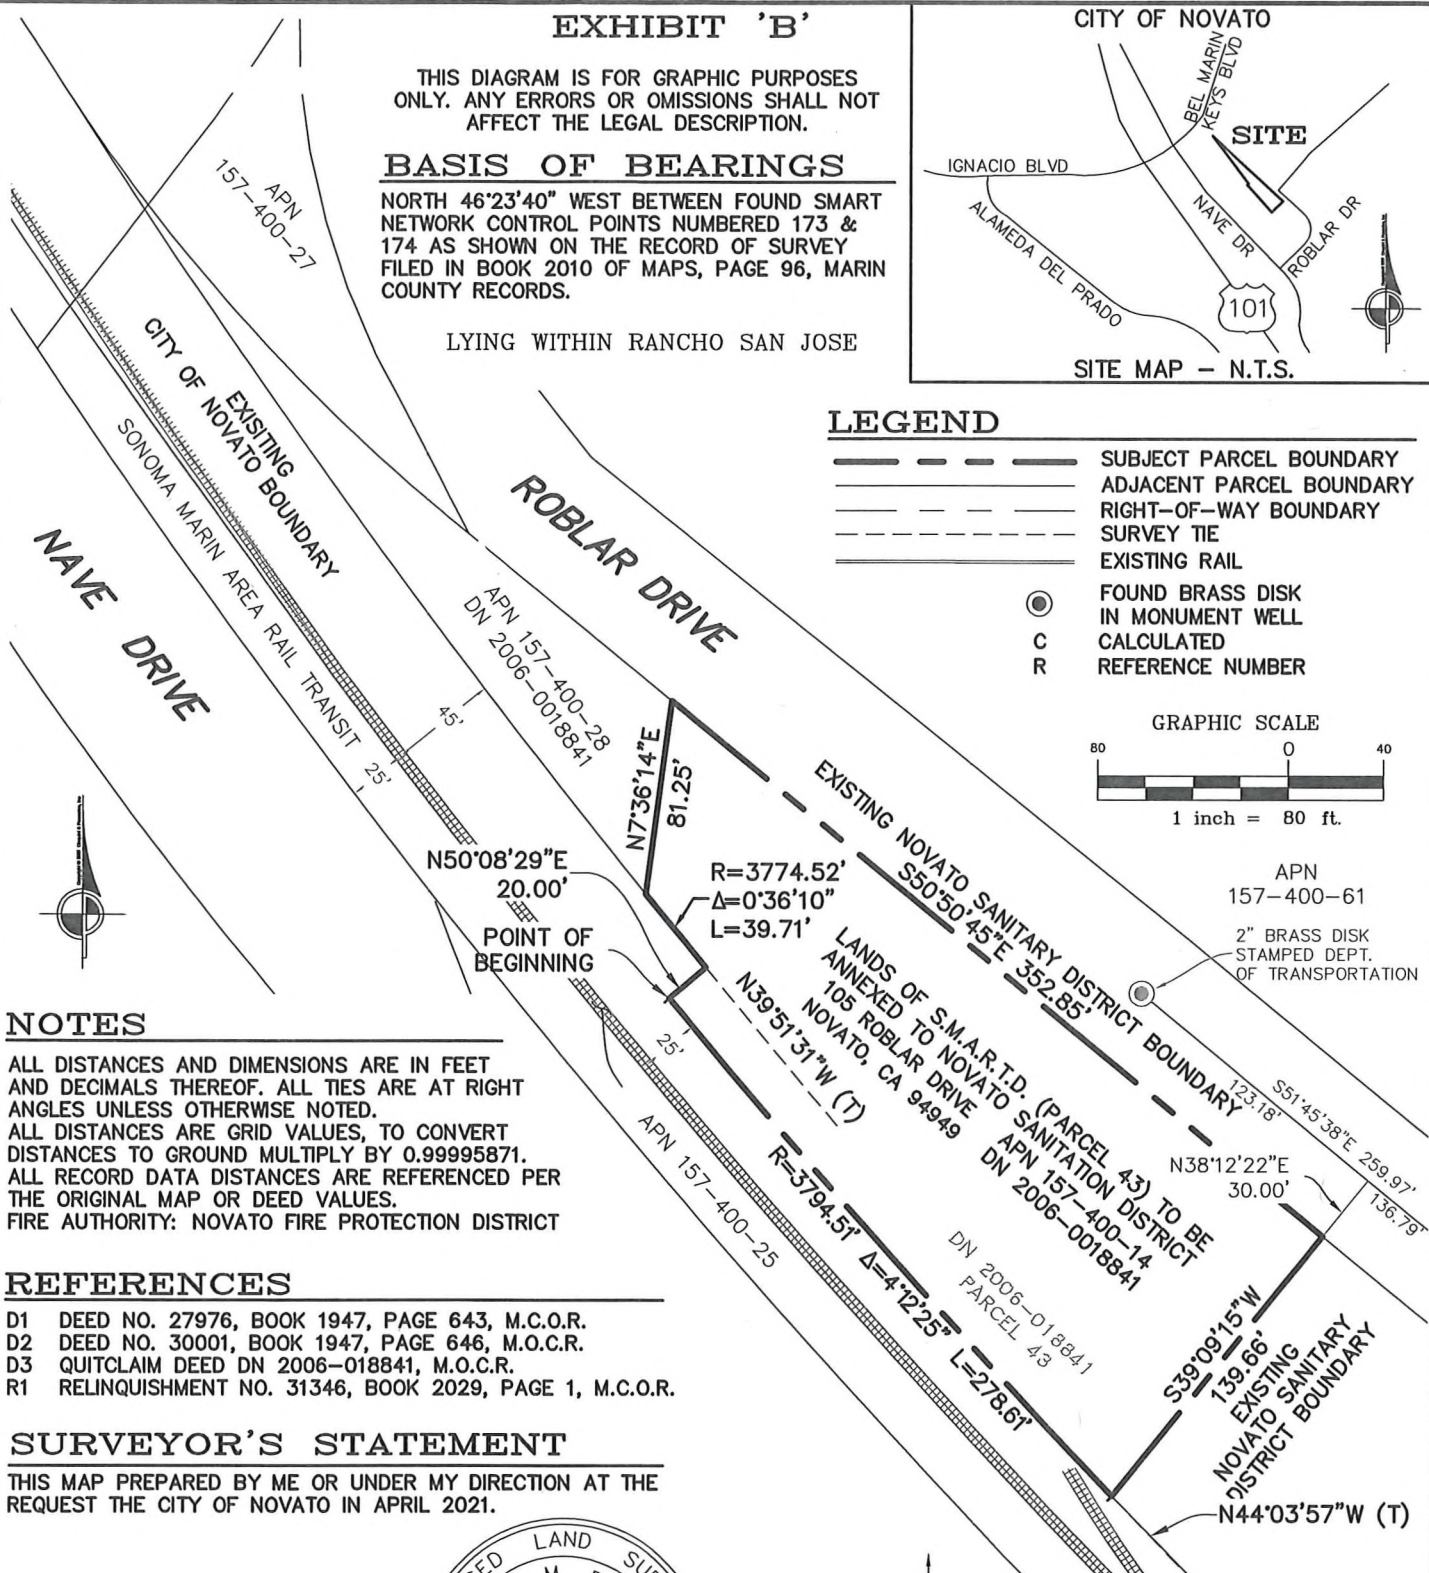 EXHIBIT 'B'
THIS DIAGRAM IS FOR GRAPHIC PURPOSES
ONLY. ANY ERRORS OR OMISSIONS SHALL NOT
AFFECT THE LEGAL DESCRIPTION.
BASIS OF BEARINGS
NORTH 46°23'40" WEST BETWEEN FOUND SMART
NETWORK CONTROL POINTS NUMBERED 173 &
174 AS SHOWN ON THE RECORD OF SURVEY
FILED IN BOOK 2010 OF MAPS, PAGE 96, MARIN
COUNTY RECORDS.
LYING WITHIN RANCHO SAN JOSE
CITY OF NOVATO
BEL MARIN
KEYS BLVD
SITE
IGNACIO BLVD
NAVE DR
ROBLAR DR
ALAMEDA DEL PRADO
101
SITE MAP - N.T.S.
LEGEND
SUBJECT PARCEL BOUNDARY
ADJACENT PARCEL BOUNDARY
RIGHT-OF-WAY BOUNDARY
SURVEY TIE
EXISTING RAIL
FOUND BRASS DISK
IN MONUMENT WELL
C CALCULATED
R REFERENCE NUMBER
GRAPHIC SCALE
80 0 40
1 inch = 80 ft.
APN
157-400-27
EXISITING
CITY OF NOVATO BOUNDARY
SONOMA MARIN AREA RAIL TRANSIT
NAVE DRIVE
ROBLAR DRIVE
APN 157-400-28
DN 2006-0018841
45'
25'
N7°36'14"E
81.25'
N50°08'29"E
20.00'
R=3774.52'
Δ=0°36'10"
L=39.71'
POINT OF
BEGINNING
25'
N39°51'31"W (T)
EXISTING NOVATO SANITARY DISTRICT BOUNDARY
S50°50'45"E 352.85'
LANDS OF S.M.A.R.T.D. (PARCEL 43) TO BE
ANNEXED TO NOVATO SANITATION DISTRICT
105 ROBLAR DRIVE APN 157-400-14
NOVATO, CA 94949 DN 2006-0018841
APN
157-400-61
2" BRASS DISK
STAMPED DEPT.
OF TRANSPORTATION
S51°45'38"E 259.97'
123.18'
136.79'
N38°12'22"E
30.00'
APN 157-400-25
R=3794.51' Δ=4°12'25" L=278.61'
DN 2006-018841
PARCEL 43
S39°09'15"W
139.66'
EXISTING
NOVATO SANITARY
DISTRICT BOUNDARY
N44°03'57"W (T)
NOTES
ALL DISTANCES AND DIMENSIONS ARE IN FEET
AND DECIMALS THEREOF. ALL TIES ARE AT RIGHT
ANGLES UNLESS OTHERWISE NOTED.
ALL DISTANCES ARE GRID VALUES, TO CONVERT
DISTANCES TO GROUND MULTIPLY BY 0.99995871.
ALL RECORD DATA DISTANCES ARE REFERENCED PER
THE ORIGINAL MAP OR DEED VALUES.
FIRE AUTHORITY: NOVATO FIRE PROTECTION DISTRICT
REFERENCES
D1 DEED NO. 27976, BOOK 1947, PAGE 643, M.C.O.R.
D2 DEED NO. 30001, BOOK 1947, PAGE 646, M.O.C.R.
D3 QUITCLAIM DEED DN 2006-018841, M.O.C.R.
R1 RELINQUISHMENT NO. 31346, BOOK 2029, PAGE 1, M.C.O.R.
SURVEYOR'S STATEMENT
THIS MAP PREPARED BY ME OR UNDER MY DIRECTION AT THE
REQUEST THE CITY OF NOVATO IN APRIL 2021.
LAND